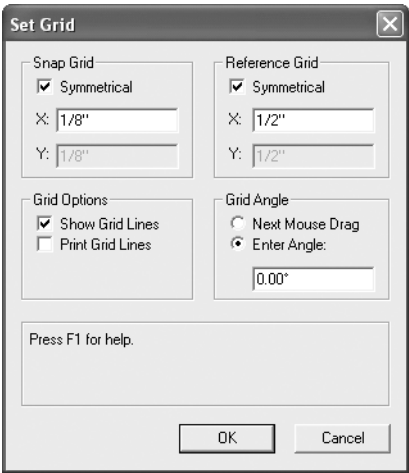 Set Grid
Snap Grid
Symmetrical
X: 1/8"
Y: 1/8"
Reference Grid
Symmetrical
X: 1/2"
Y: 1/2"
Grid Options
Show Grid Lines
Print Grid Lines
Grid Angle
Next Mouse Drag
Enter Angle:
0.00°
Press F1 for help.
OK
Cancel